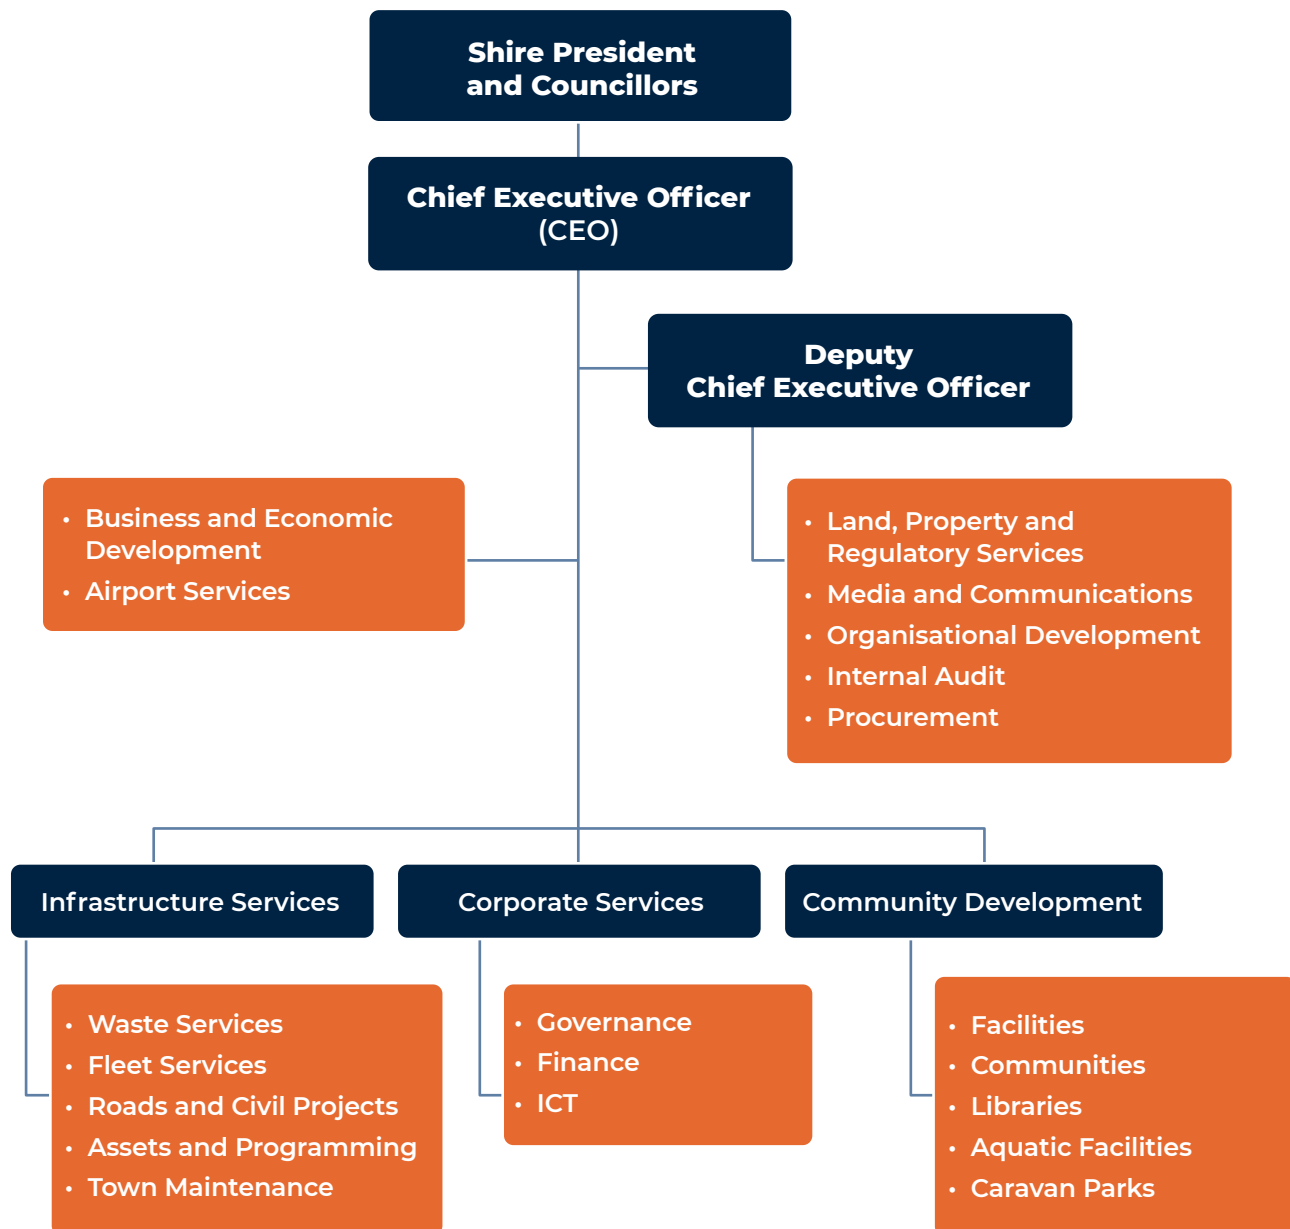 Shire President
and Councillors
Chief Executive Officer
(CEO)
Deputy
Chief Executive Officer
• Business and Economic
Development
• Airport Services
• Land, Property and
Regulatory Services
• Media and Communications
• Organisational Development
• Internal Audit
• Procurement
Infrastructure Services
Corporate Services
Community Development
• Waste Services
• Fleet Services
• Roads and Civil Projects
• Assets and Programming
• Town Maintenance
• Governance
• Finance
• ICT
• Facilities
• Communities
• Libraries
• Aquatic Facilities
• Caravan Parks